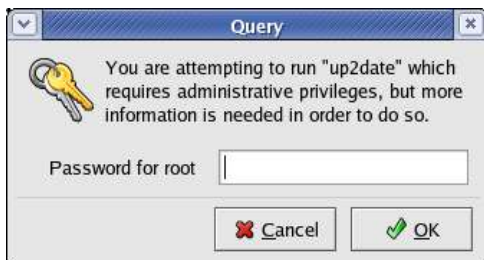 Query
You are attempting to run "up2date" which
requires administrative privileges, but more
information is needed in order to do so.
Password for root
Cancel
OK